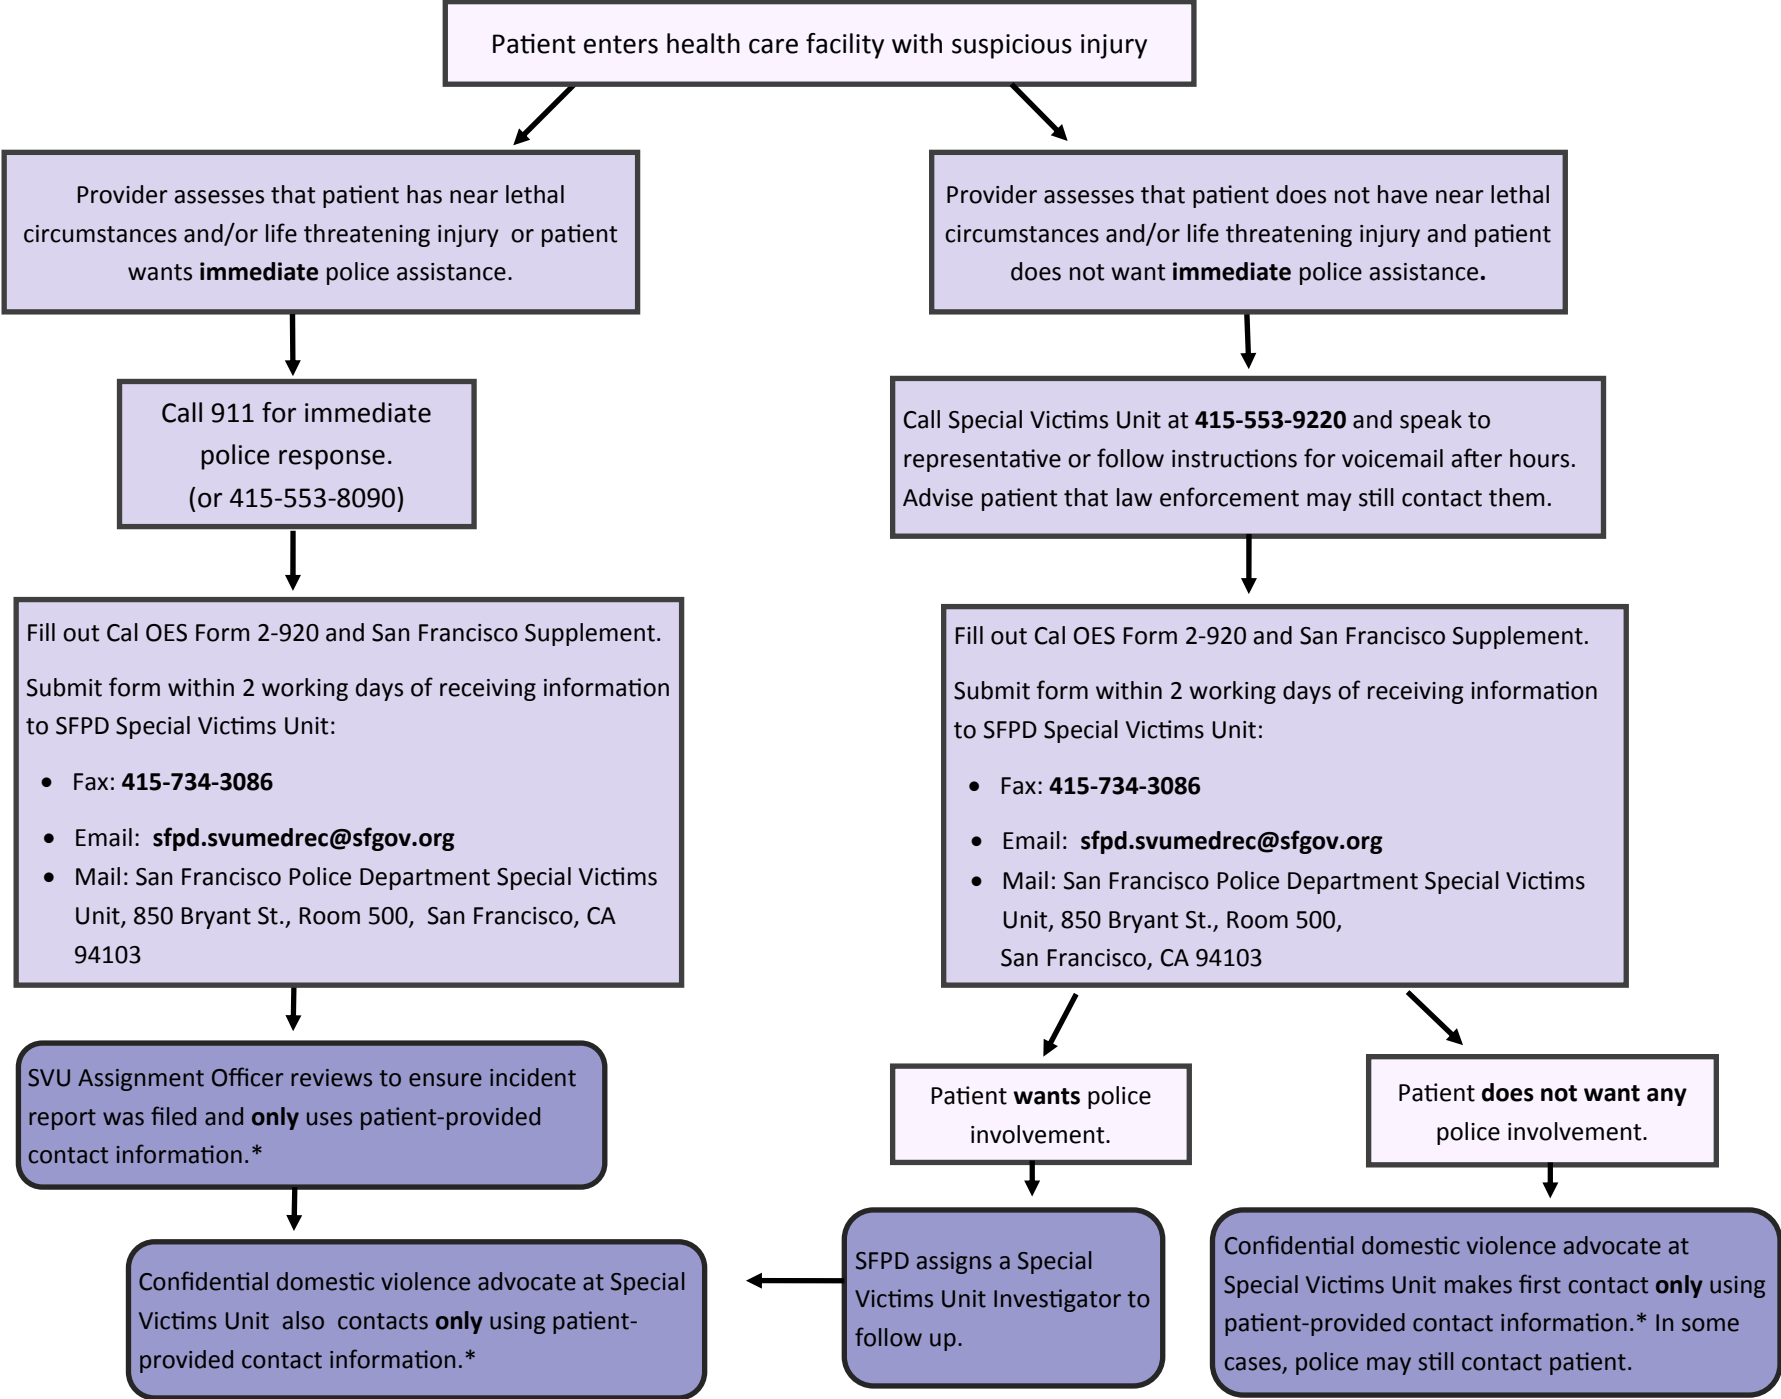 Patient enters health care facility with suspicious injury
Provider assesses that patient has near lethal
circumstances and/or life threatening injury or patient
wants immediate police assistance.
Provider assesses that patient does not have near lethal
circumstances and/or life threatening injury and patient
does not want immediate police assistance.
Call 911 for immediate
police response.
(or 415-553-8090)
Call Special Victims Unit at 415-553-9220 and speak to
representative or follow instructions for voicemail after hours.
Advise patient that law enforcement may still contact them.
Fill out Cal OES Form 2-920 and San Francisco Supplement.
Submit form within 2 working days of receiving information
to SFPD Special Victims Unit:
• Fax: 415-734-3086
• Email: sfpd.svumedrec@sfgov.org
• Mail: San Francisco Police Department Special Victims
Unit, 850 Bryant St., Room 500, San Francisco, CA
94103
Fill out Cal OES Form 2-920 and San Francisco Supplement.
Submit form within 2 working days of receiving information
to SFPD Special Victims Unit:
• Fax: 415-734-3086
• Email: sfpd.svumedrec@sfgov.org
• Mail: San Francisco Police Department Special Victims
Unit, 850 Bryant St., Room 500,
San Francisco, CA 94103
SVU Assignment Officer reviews to ensure incident
report was filed and only uses patient-provided
contact information.*
Patient wants police
involvement.
Patient does not want any
police involvement.
Confidential domestic violence advocate at Special
Victims Unit also contacts only using patient-
provided contact information.*
SFPD assigns a Special
Victims Unit Investigator to
follow up.
Confidential domestic violence advocate at
Special Victims Unit makes first contact only using
patient-provided contact information.* In some
cases, police may still contact patient.